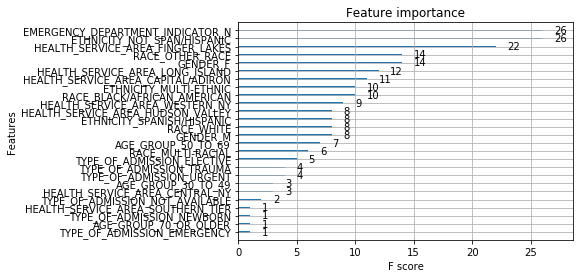 Feature importance
EMERGENCY_DEPARTMENT_INDICATOR_N 26
ETHNICITY_NOT_SPAN/HISPANIC 26
HEALTH_SERVICE_AREA_FINGER_LAKES 22
RACE_OTHER_RACE 14
GENDER_F 14
HEALTH_SERVICE_AREA_LONG_ISLAND 12
HEALTH_SERVICE_AREA_CAPITAL/ADIRON 11
ETHNICITY_MULTI-ETHNIC 10
RACE_BLACK/AFRICAN_AMERICAN 10
HEALTH_SERVICE_AREA_WESTERN_NY 9
HEALTH_SERVICE_AREA_HUDSON_VALLEY 8
ETHNICITY_SPANISH/HISPANIC 8
RACE_WHITE 8
GENDER_M 8
AGE_GROUP_50_TO_69 7
RACE_MULTI-RACIAL 6
TYPE_OF_ADMISSION_ELECTIVE 5
TYPE_OF_ADMISSION_TRAUMA 4
TYPE_OF_ADMISSION_URGENT 4
AGE_GROUP_30_TO_49 3
HEALTH_SERVICE_AREA_CENTRAL_NY 3
TYPE_OF_ADMISSION_NOT_AVAILABLE 2
HEALTH_SERVICE_AREA_SOUTHERN_TIER 1
TYPE_OF_ADMISSION_NEWBORN 1
AGE_GROUP_70_OR_OLDER 1
TYPE_OF_ADMISSION_EMERGENCY 1
Features
0 5 10 15 20 25
F score